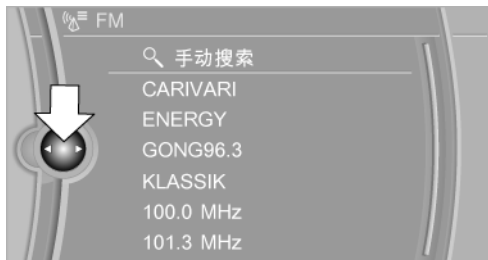 FM
手动搜索
CARIVARI
ENERGY
GONG96.3
KLASSIK
100.0 MHz
101.3 MHz